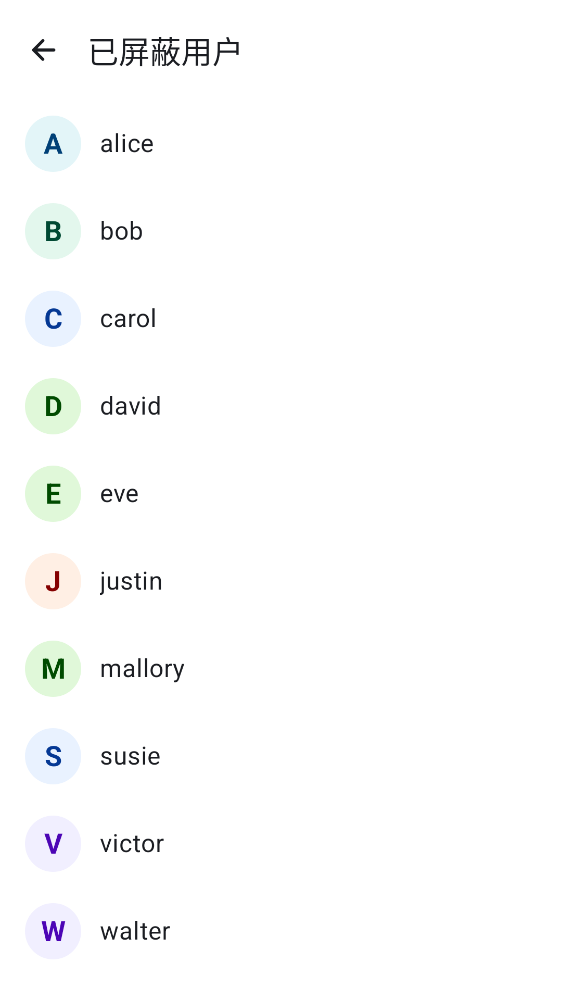 已屏蔽用户
A alice
B bob
C carol
D david
E eve
J justin
M mallory
S susie
V victor
W walter